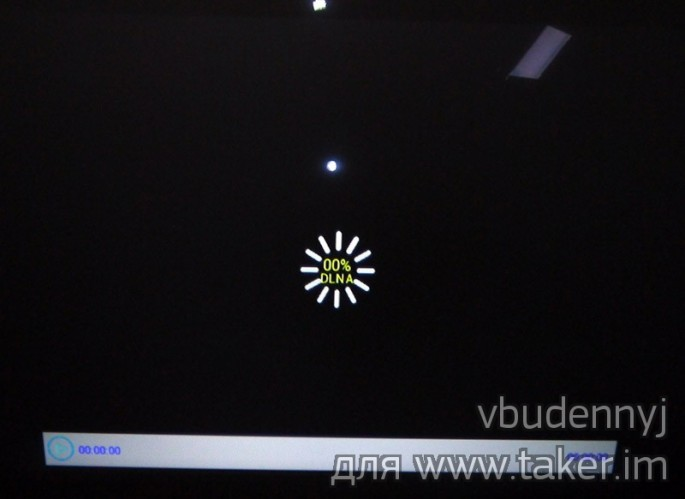 00%
DLNA
00:00:00
vbudennyj
для www.taker.im